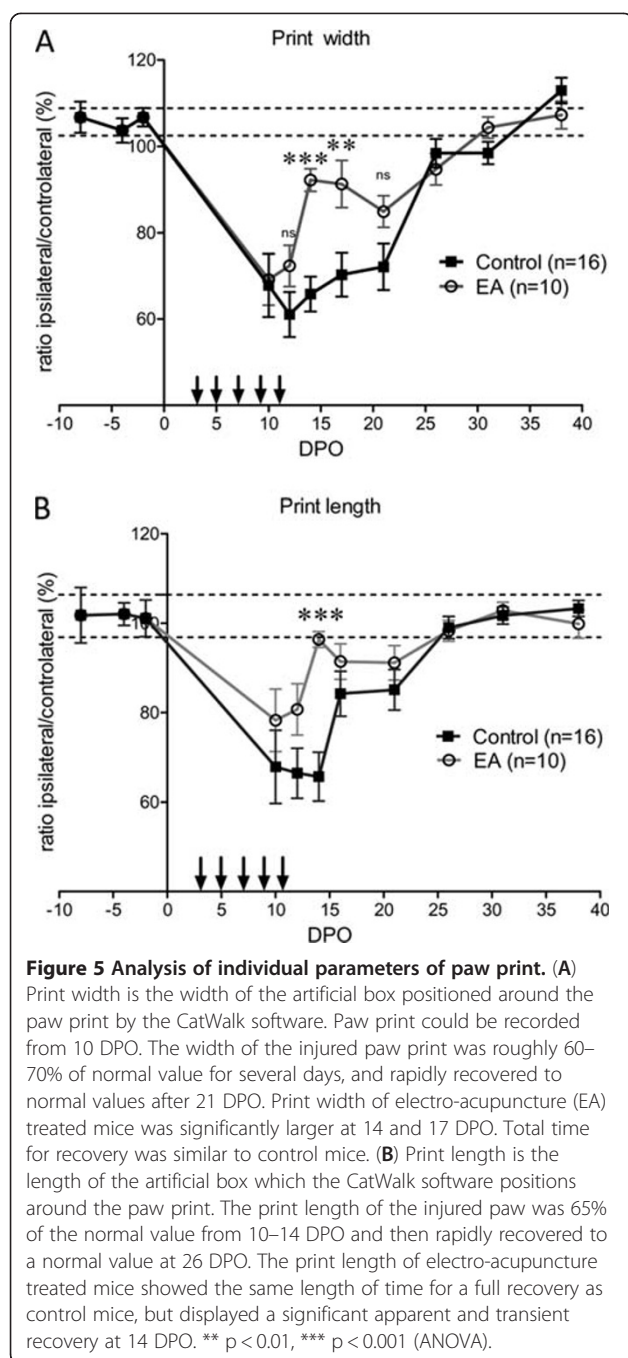 A
Print width
ratio ipsilateral/controlateral (%)
120
100
80
60
***
**
ns
ns
Control (n=16)
EA (n=10)
-10 -5 0 5 10 15 20 25 30 35 40
DPO
B
Print length
ratio ipsilateral/controlateral (%)
120
100
80
60
***
Control (n=16)
EA (n=10)
-10 -5 0 5 10 15 20 25 30 35 40
DPO
Figure 5 Analysis of individual parameters of paw print. (A)
Print width is the width of the artificial box positioned around the
paw print by the CatWalk software. Paw print could be recorded
from 10 DPO. The width of the injured paw print was roughly 60–
70% of normal value for several days, and rapidly recovered to
normal values after 21 DPO. Print width of electro-acupuncture (EA)
treated mice was significantly larger at 14 and 17 DPO. Total time
for recovery was similar to control mice. (B) Print length is the
length of the artificial box which the CatWalk software positions
around the paw print. The print length of the injured paw was 65%
of the normal value from 10–14 DPO and then rapidly recovered to
a normal value at 26 DPO. The print length of electro-acupuncture
treated mice showed the same length of time for a full recovery as
control mice, but displayed a significant apparent and transient
recovery at 14 DPO. ** p < 0.01, *** p < 0.001 (ANOVA).